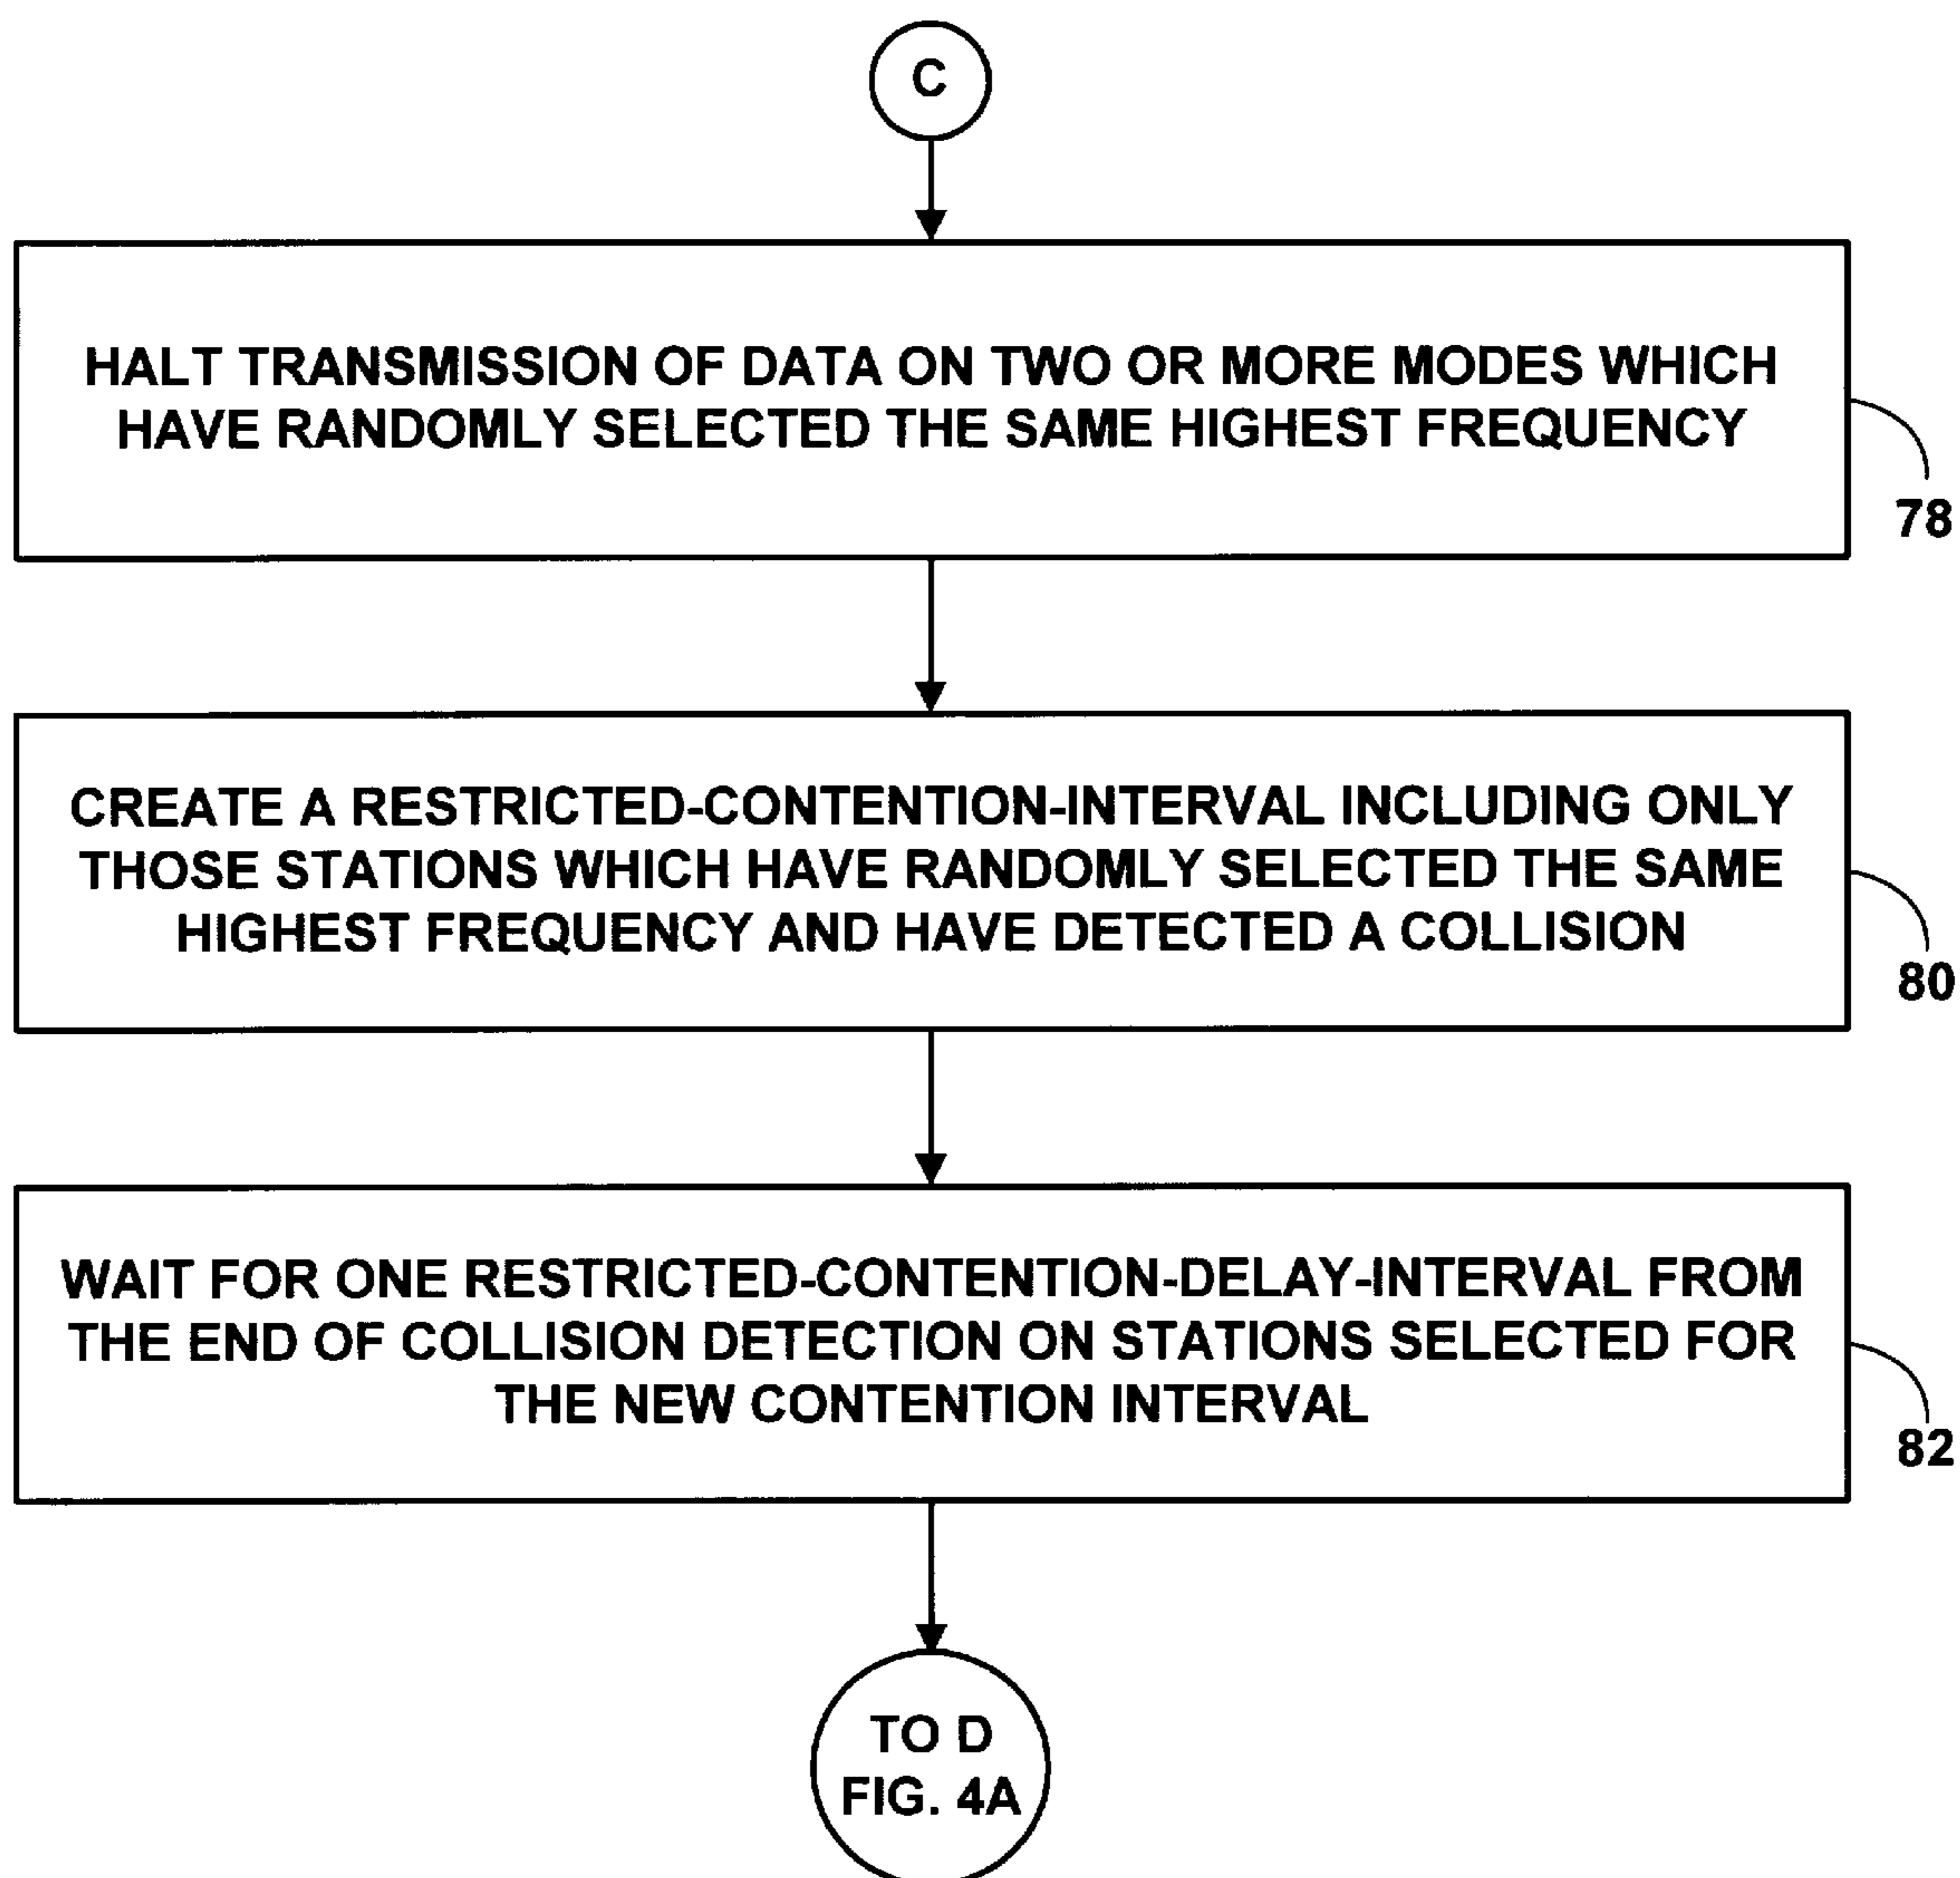 C
HALT TRANSMISSION OF DATA ON TWO OR MORE MODES WHICH
HAVE RANDOMLY SELECTED THE SAME HIGHEST FREQUENCY
78
CREATE A RESTRICTED-CONTENTION-INTERVAL INCLUDING ONLY
THOSE STATIONS WHICH HAVE RANDOMLY SELECTED THE SAME
HIGHEST FREQUENCY AND HAVE DETECTED A COLLISION
80
WAIT FOR ONE RESTRICTED-CONTENTION-DELAY-INTERVAL FROM
THE END OF COLLISION DETECTION ON STATIONS SELECTED FOR
THE NEW CONTENTION INTERVAL
82
TO D
FIG. 4A